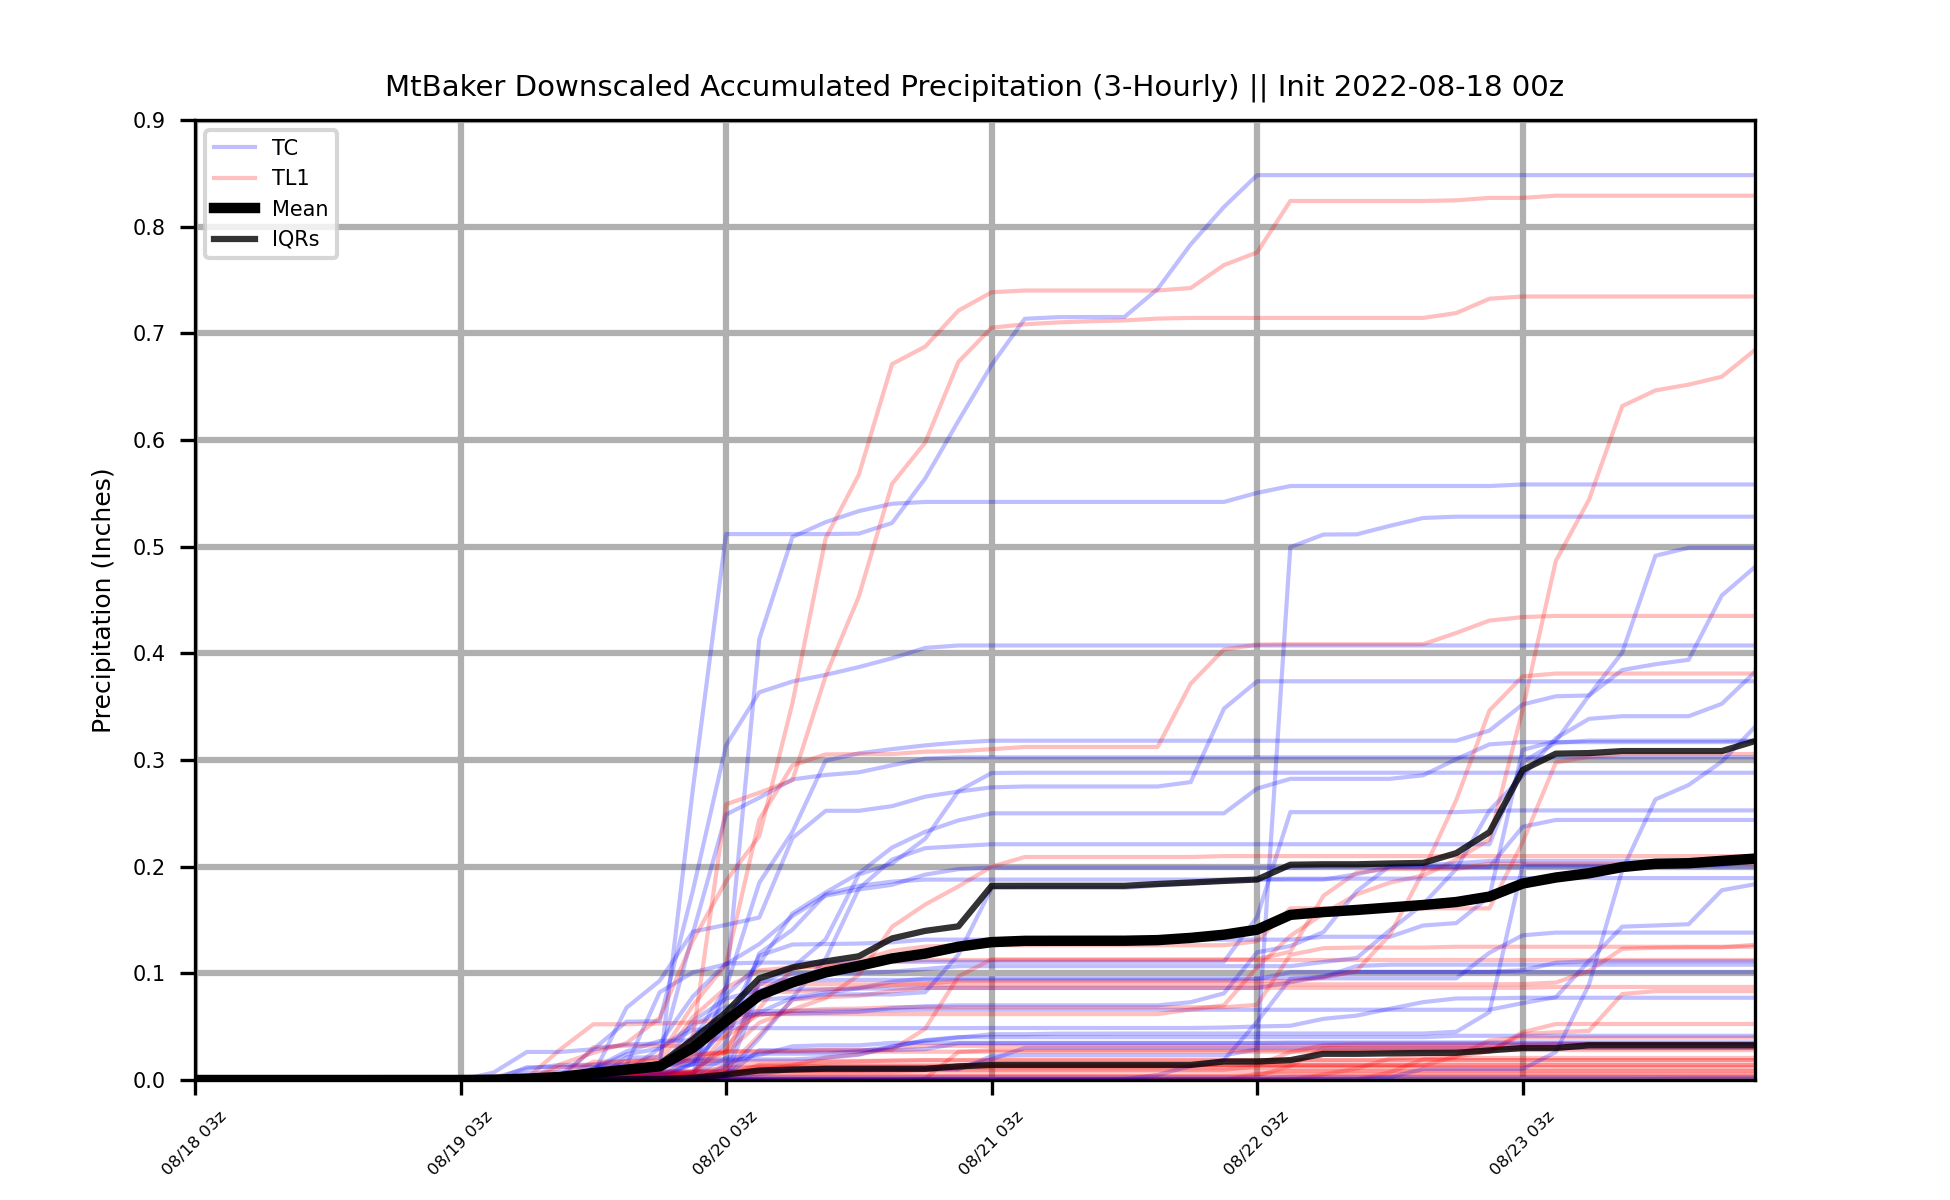 MtBaker Downscaled Accumulated Precipitation (3-Hourly) || Init 2022-08-18 00z
TC
TL1
Mean
IQRs
Precipitation (Inches)
0.9
0.8
0.7
0.6
0.5
0.4
0.3
0.2
0.1
0.0
08/18 03z
08/19 03z
08/20 03z
08/21 03z
08/22 03z
08/23 03z